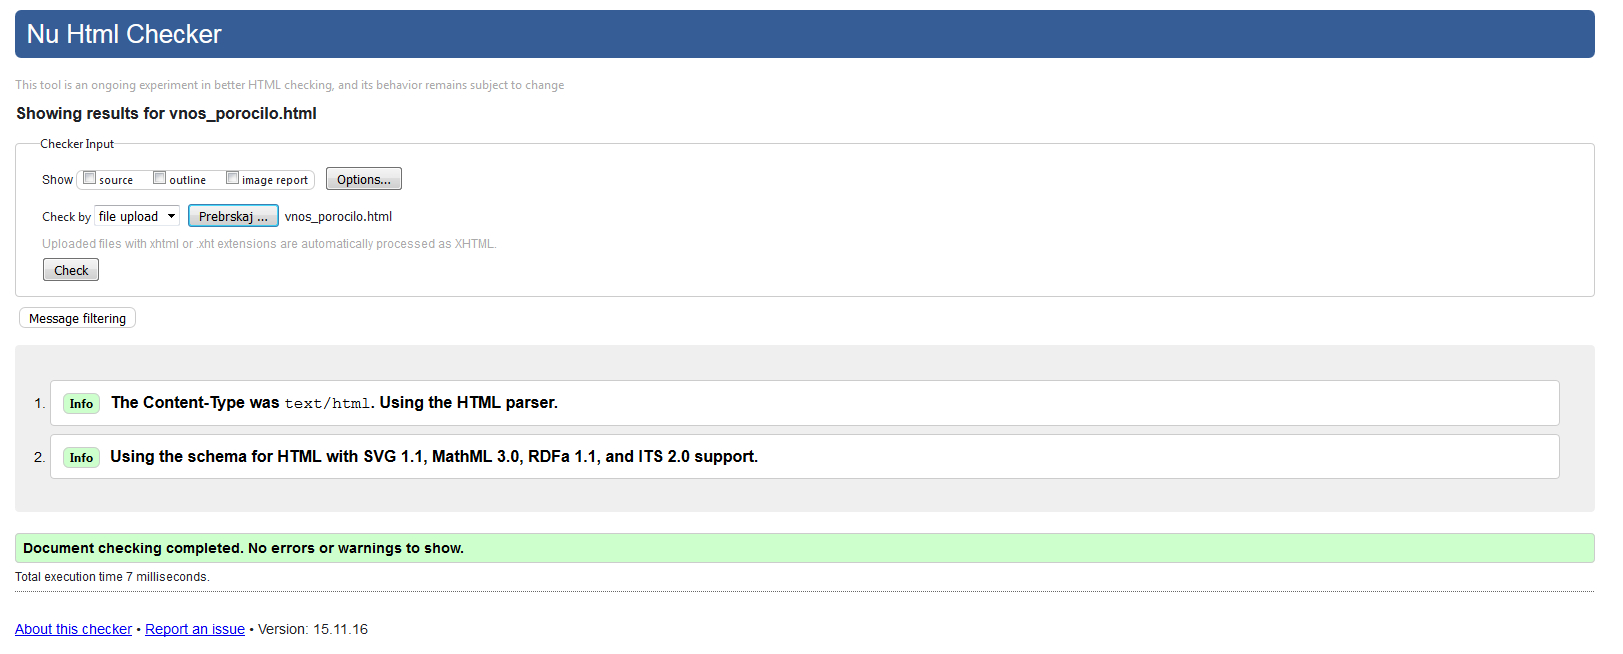 Nu Html Checker
This tool is an ongoing experiment in better HTML checking, and its behavior remains subject to change
Showing results for vnos_porocilo.html
Checker Input
Show source outline image report Options...
Check by file upload Prebrskaj ... vnos_porocilo.html
Uploaded files with xhtml or .xht extensions are automatically processed as XHTML.
Check
Message filtering
1. Info The Content-Type was text/html. Using the HTML parser.
2. Info Using the schema for HTML with SVG 1.1, MathML 3.0, RDFa 1.1, and ITS 2.0 support.
Document checking completed. No errors or warnings to show.
Total execution time 7 milliseconds.
About this checker • Report an issue • Version: 15.11.16